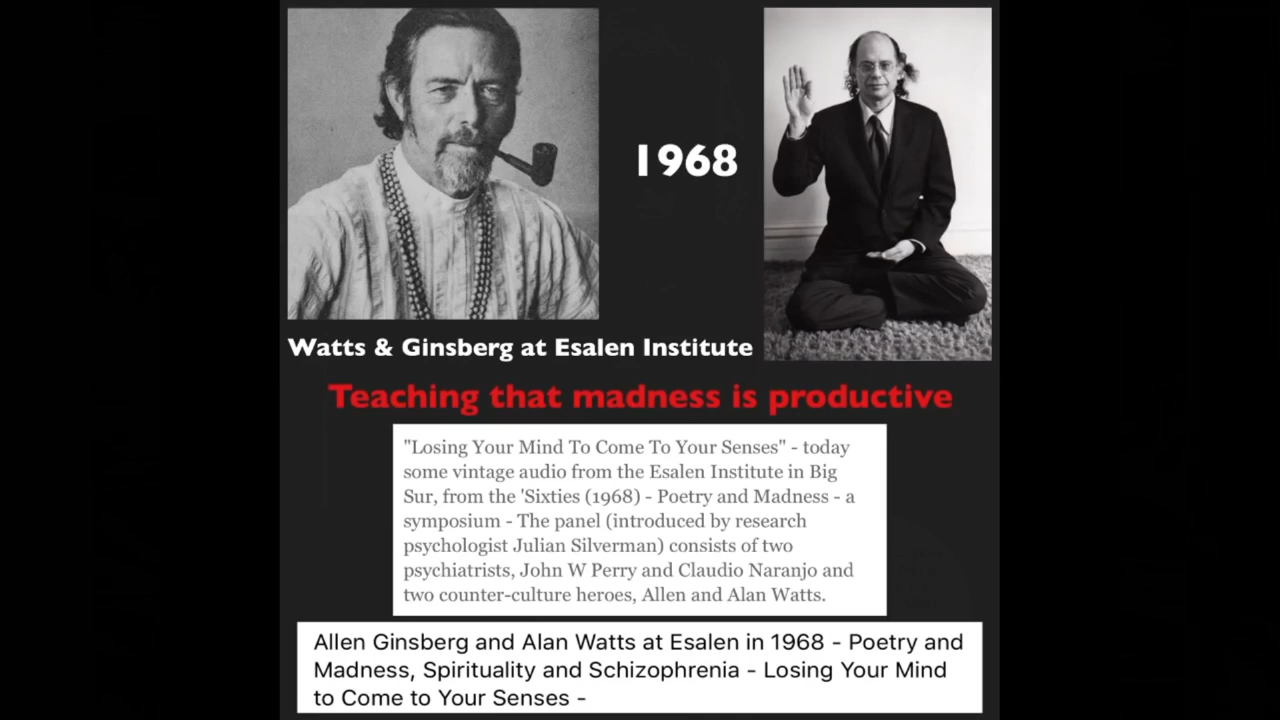 1968
Watts & Ginsberg at Esalen Institute
Teaching that madness is productive
"Losing Your Mind To Come To Your Senses" - today
some vintage audio from the Esalen Institute in Big
Sur, from the 'Sixties (1968) - Poetry and Madness - a
symposium - The panel (introduced by research
psychologist Julian Silverman) consists of two
psychiatrists, John W Perry and Claudio Naranjo and
two counter-culture heroes, Allen and Alan Watts.
Allen Ginsberg and Alan Watts at Esalen in 1968 - Poetry and
Madness, Spirituality and Schizophrenia - Losing Your Mind
to Come to Your Senses -